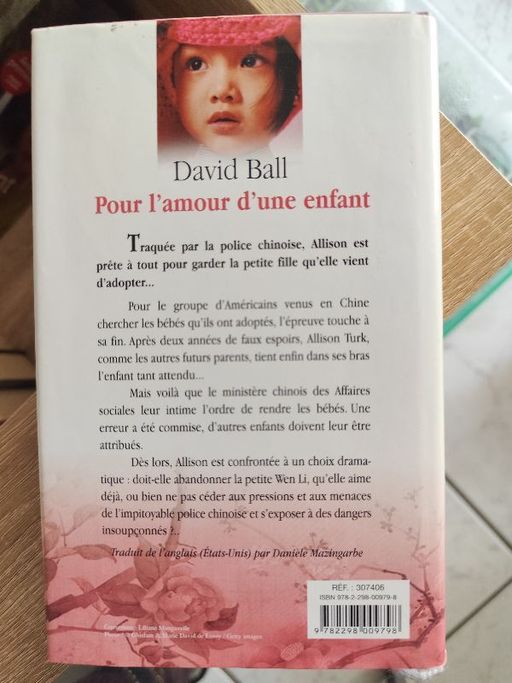 David Ball
Pour l'amour d'une enfant
Traquée par la police chinoise, Allison est
prête à tout pour garder la petite fille qu'elle vient
d'adopter...
Pour le groupe d'Américains venus en Chine
chercher les bébés qu'ils ont adoptés, l'épreuve touche à
sa fin. Après deux années de faux espoirs, Allison Turk,
comme les autres futurs parents, tient enfin dans ses bras
l'enfant tant attendu...
Mais voilà que le ministère chinois des Affaires
sociales leur intime l'ordre de rendre les bébés. Une
erreur a été commise, d'autres enfants doivent leur être
attribués.
Dès lors, Allison est confrontée à un choix drama-
tique : doit-elle abandonner la petite Wen Li, qu'elle aime
déjà, ou bien ne pas céder aux pressions et aux menaces
de l'impitoyable police chinoise et s'exposer à des dangers
insoupçonnés ?..
Traduit de l'anglais (États-Unis) par Danièle Mazingarbe
RÉF. : 307406
ISBN 978-2-298-00979-8
9 782298 009798
/ Getty images